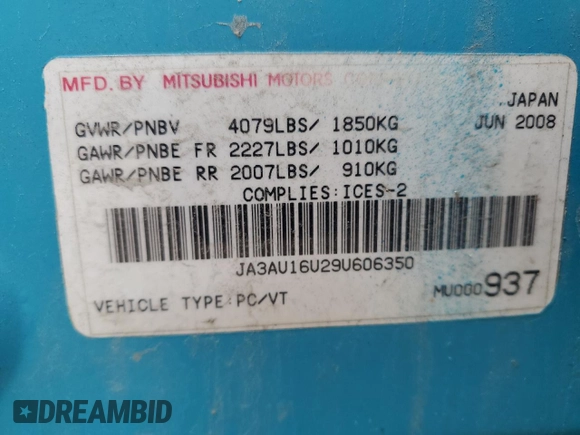 MFD. BY MITSUBISHI MOTORS
JAPAN
GVWR/PNBV 4079LBS/ 1850KG JUN 2008
GAWR/PNBE FR 2227LBS/ 1010KG
GAWR/PNBE RR 2007LBS/ 910KG
COMPLIES:ICES-2
JA3AU16U29U606350
VEHICLE TYPE:PC/VT MU000937
DREAMBID